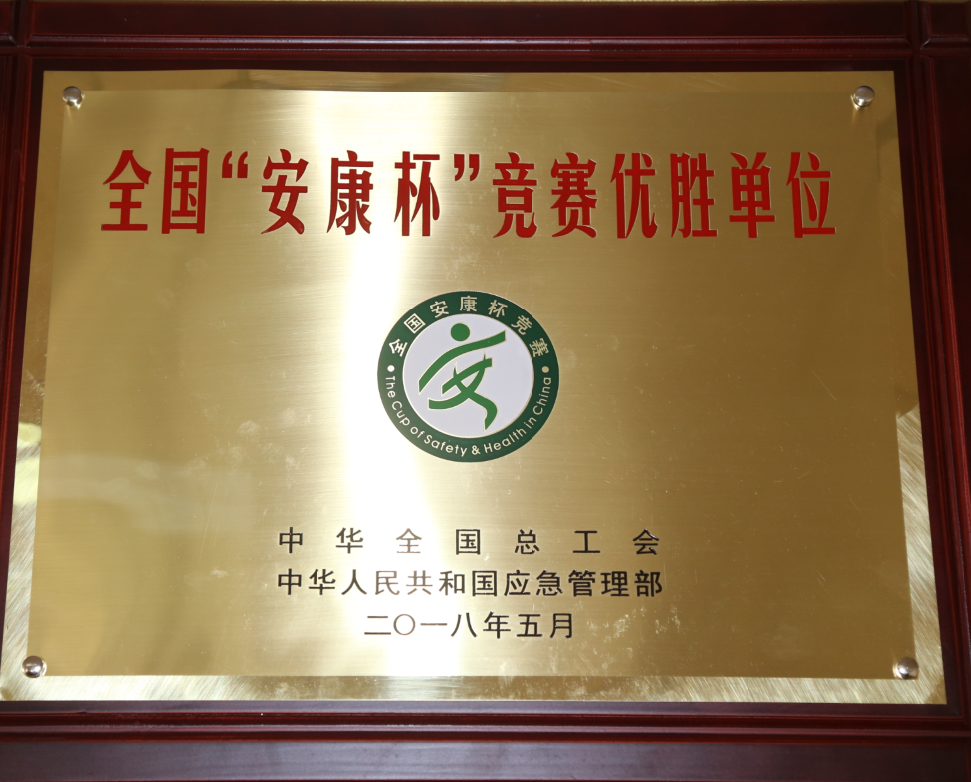 全国“安康杯”竞赛优胜单位
全国安康杯竞赛
The Cup of Safety & Health in China
中华全国总工会
中华人民共和国应急管理部
二〇一八年五月